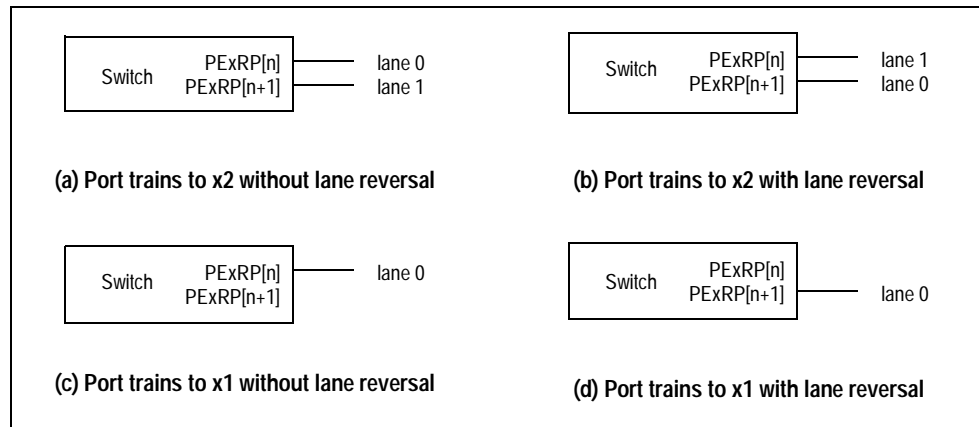 Switch
PExRP[n]
PExRP[n+1]
lane 0
lane 1
(a) Port trains to x2 without lane reversal
Switch
PExRP[n]
PExRP[n+1]
lane 1
lane 0
(b) Port trains to x2 with lane reversal
Switch
PExRP[n]
PExRP[n+1]
lane 0
(c) Port trains to x1 without lane reversal
Switch
PExRP[n]
PExRP[n+1]
lane 0
(d) Port trains to x1 with lane reversal